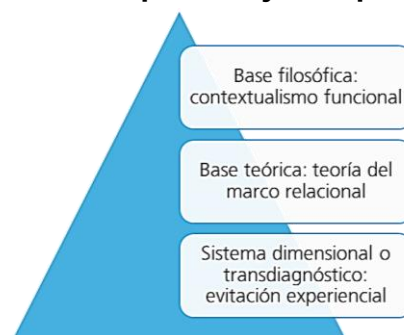 Base filosófica:
contextualismo funcional
Base teórica: teoría del
marco relacional
Sistema dimensional o
transdiagnóstico:
evitación experiencial